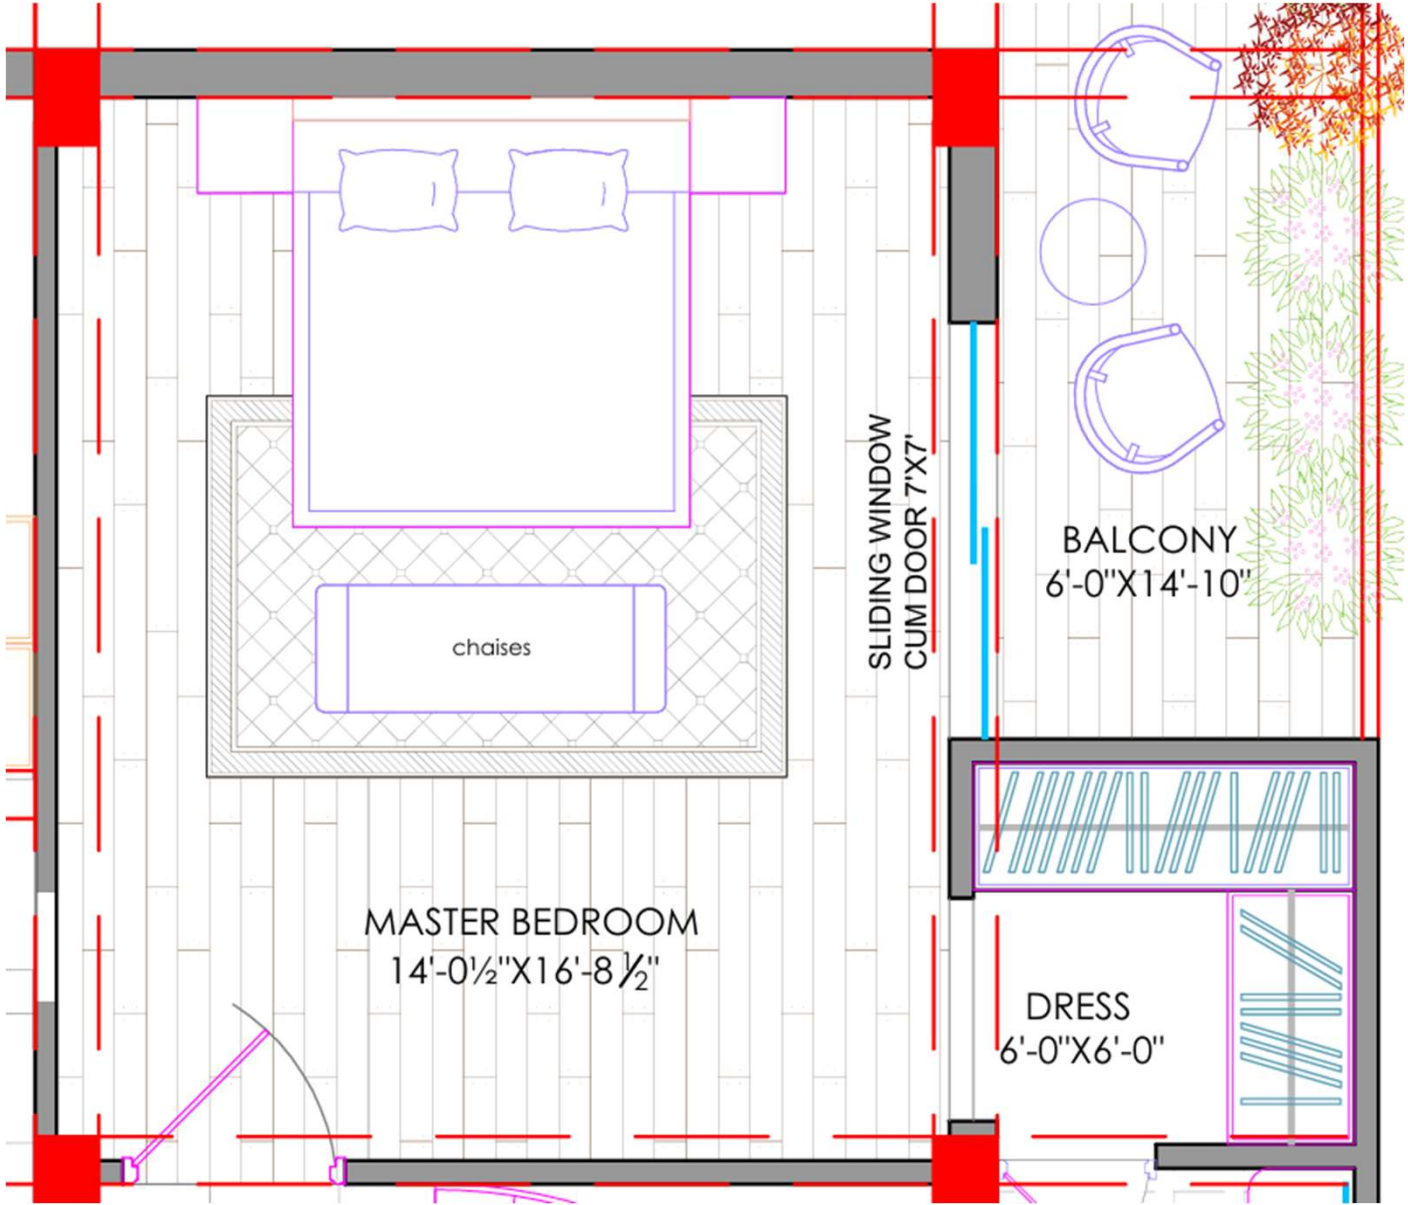 SLIDING WINDOW
CUM DOOR 7'X7'
BALCONY
6'-0"X14'-10"
chaises
MASTER BEDROOM
14'-0½"X16'-8½"
DRESS
6'-0"X6'-0"